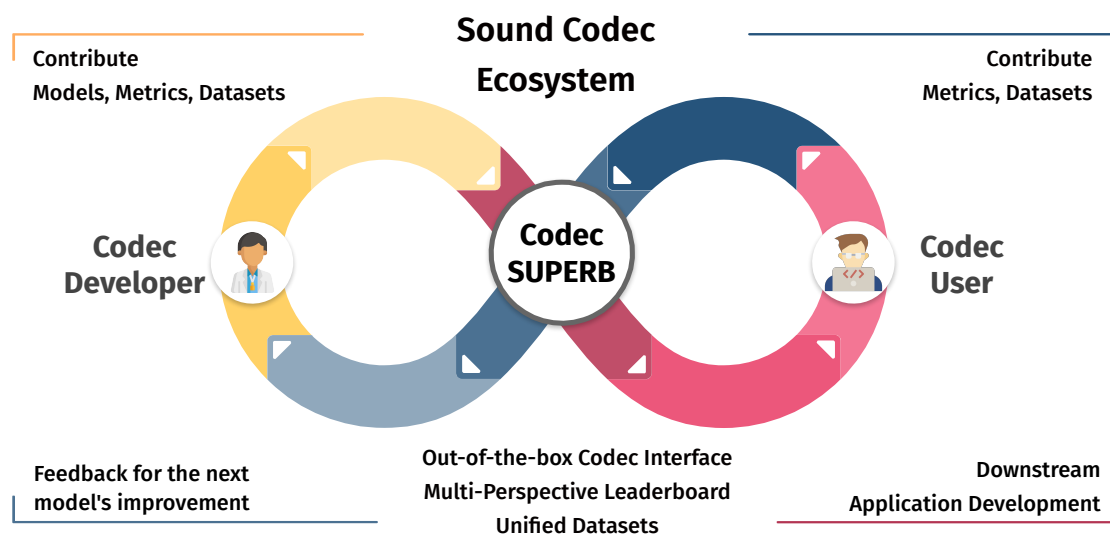 Sound Codec
Ecosystem
Contribute
Models, Metrics, Datasets
Contribute
Metrics, Datasets
Codec
Developer
Codec
SUPERB
</>
Codec
User
Feedback for the next
model's improvement
Out-of-the-box Codec Interface
Multi-Perspective Leaderboard
Unified Datasets
Downstream
Application Development